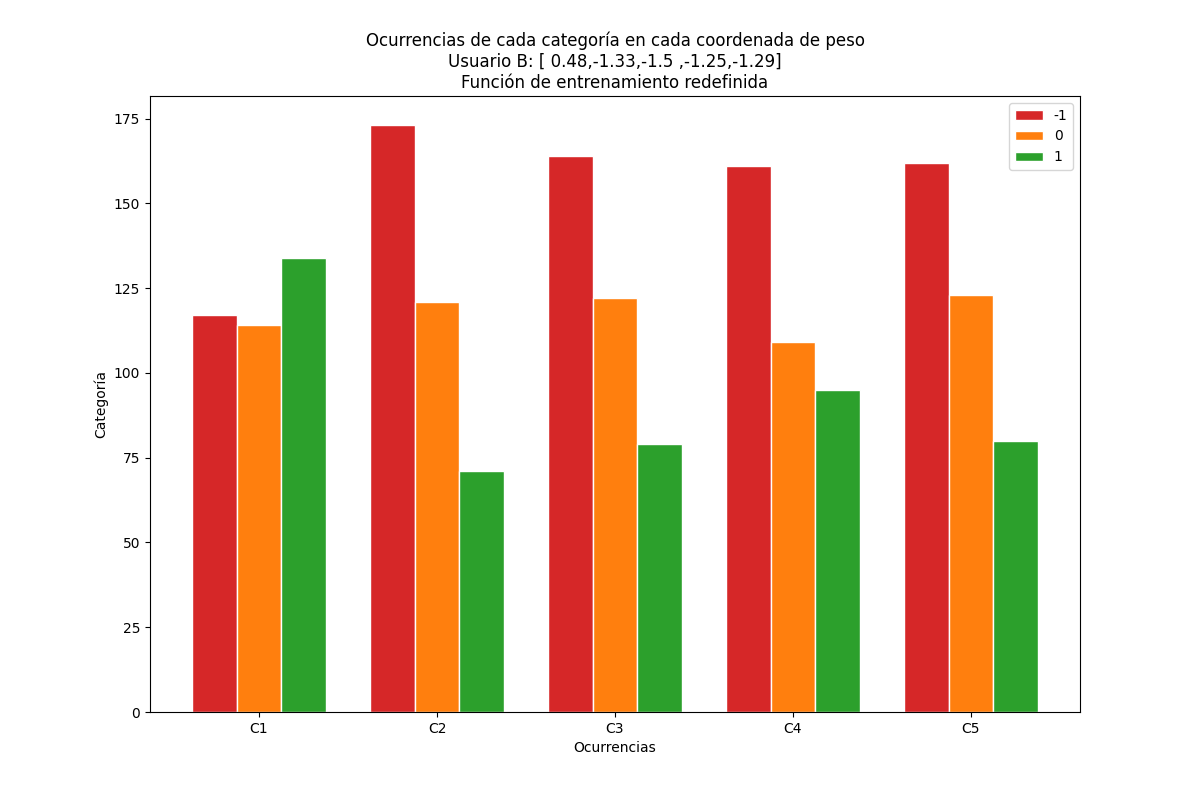 Ocurrencias de cada categoría en cada coordenada de peso
Usuario B: [ 0.48,-1.33,-1.5 ,-1.25,-1.29]
Función de entrenamiento redefinida
-1
0
1
175
150
125
100
75
50
25
0
Categoría
C1 C2 C3 C4 C5
Ocurrencias